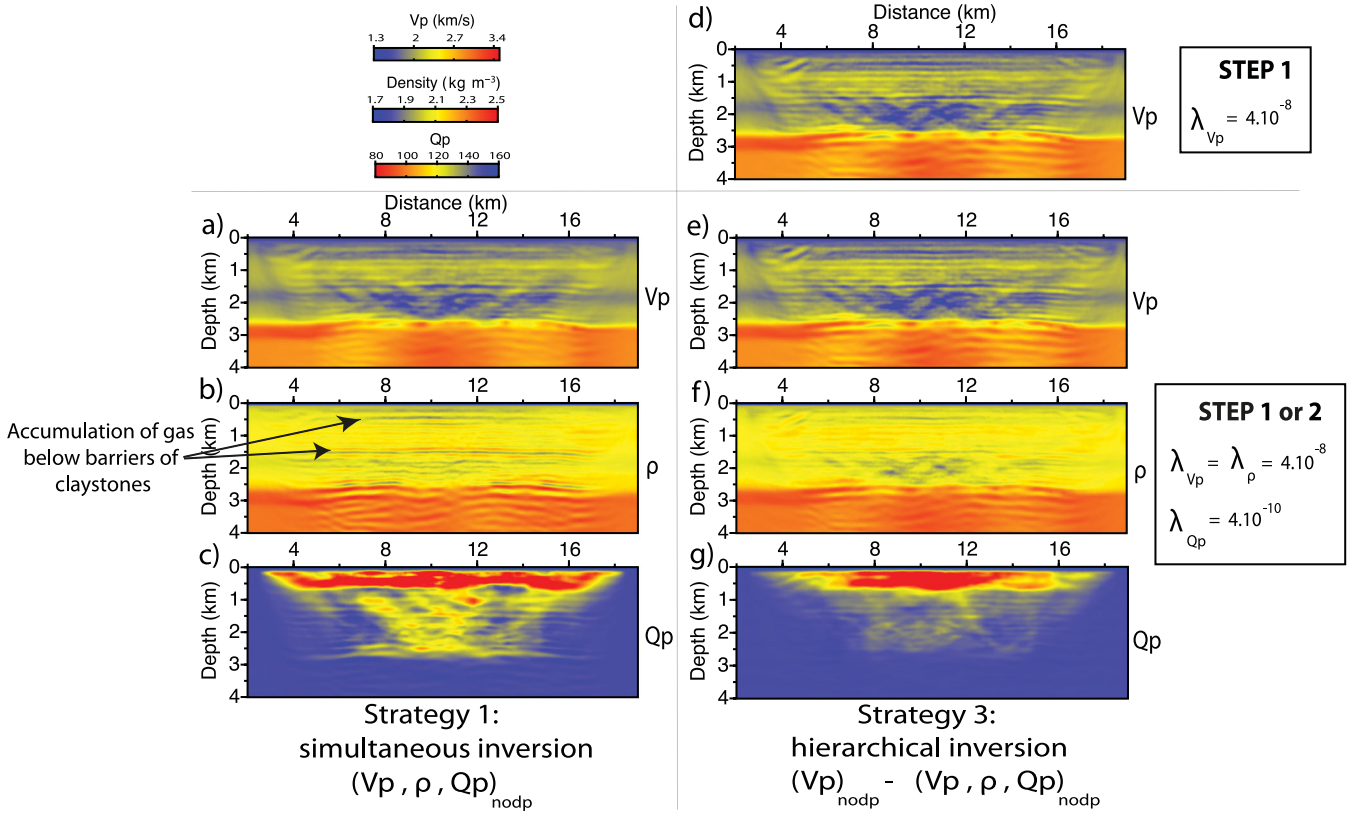 Vp (km/s)
1.3 2 2.7 3.4
Density (kg m⁻³)
1.7 1.9 2.1 2.3 2.5
Qp
80 100 120 140 160
d)
Distance (km)
4 8 12 16
Depth (km)
0
1
2
3
4
Vp
STEP 1
λVp = 4.10⁻⁸
Distance (km)
a)
4 8 12 16
Depth (km)
0
1
2
3
4
Vp
b)
4 8 12 16
Depth (km)
0
1
2
3
4
ρ
Accumulation of gas
below barriers of
claystones
c)
4 8 12 16
Depth (km)
0
1
2
3
4
Qp
Strategy 1:
simultaneous inversion
(Vp , ρ , Qp)nodp
e)
4 8 12 16
Depth (km)
0
1
2
3
4
Vp
f)
4 8 12 16
Depth (km)
0
1
2
3
4
ρ
STEP 1 or 2
λVp = λρ = 4.10⁻⁸
λQp = 4.10⁻¹⁰
g)
4 8 12 16
Depth (km)
0
1
2
3
4
Qp
Strategy 3:
hierarchical inversion
(Vp)nodp - (Vp , ρ , Qp)nodp